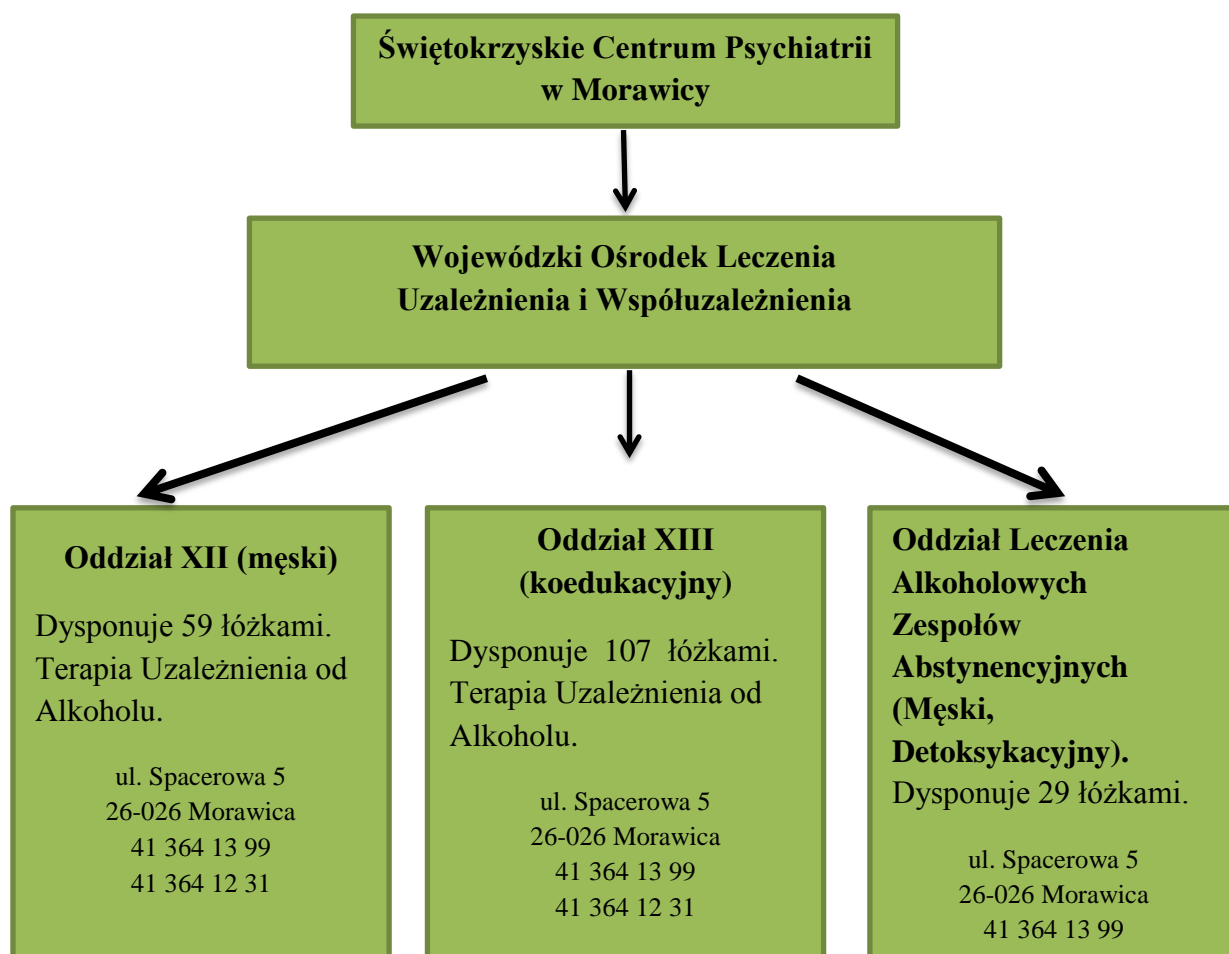 Świętokrzyskie Centrum Psychiatrii
w Morawicy
Wojewódzki Ośrodek Leczenia
Uzależnienia i Współuzależnienia
Oddział XII (męski)
Dysponuje 59 łóżkami.
Terapia Uzależnienia od
Alkoholu.
ul. Spacerowa 5
26-026 Morawica
41 364 13 99
41 364 12 31
Oddział XIII
(koedukacyjny)
Dysponuje 107 łóżkami.
Terapia Uzależnienia od
Alkoholu.
ul. Spacerowa 5
26-026 Morawica
41 364 13 99
41 364 12 31
Oddział Leczenia
Alkoholowych
Zespołów
Abstynencyjnych
(Męski,
Detoksykacyjny).
Dysponuje 29 łóżkami.
ul. Spacerowa 5
26-026 Morawica
41 364 13 99